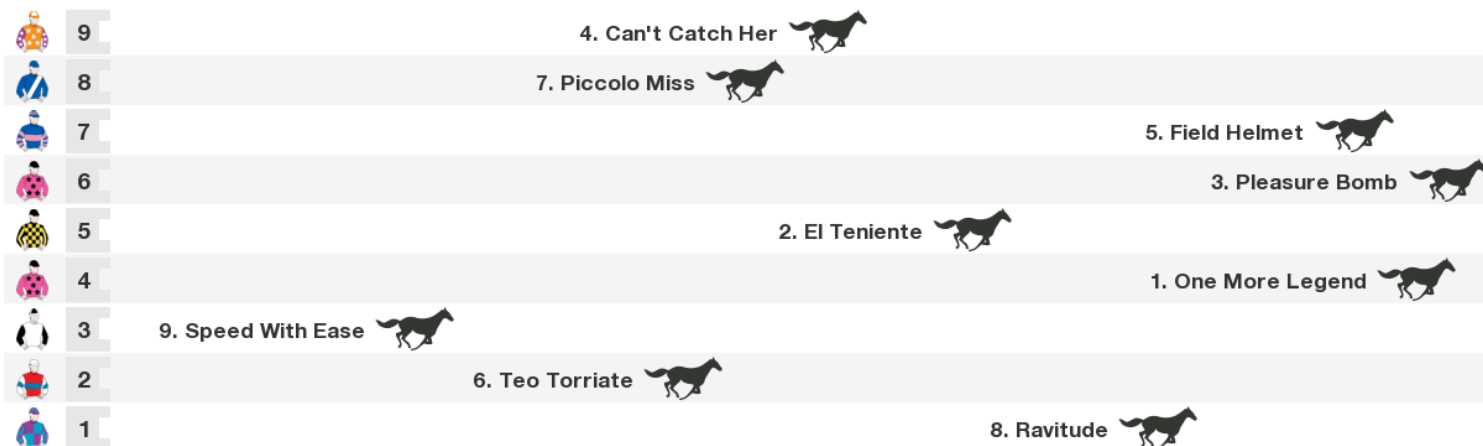 9 4. Can't Catch Her
8 7. Piccolo Miss
7 5. Field Helmet
6 3. Pleasure Bomb
5 2. El Teniente
4 1. One More Legend
3 9. Speed With Ease
2 6. Teo Torriate
1 8. Ravitude